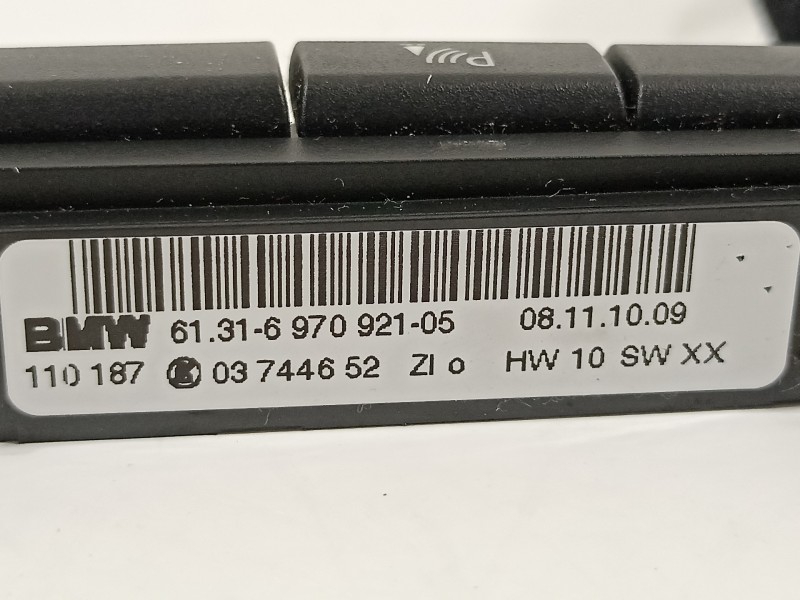 P
BMW 61.31-6 970 921-05 08.11.10.09
110 187 K 03 7446 52 ZI o HW 10 SW XX